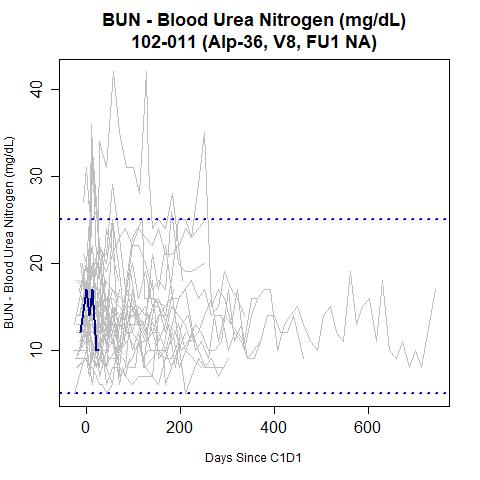 BUN - Blood Urea Nitrogen (mg/dL)
102-011 (Alp-36, V8, FU1 NA)
BUN - Blood Urea Nitrogen (mg/dL)
40
30
20
10
0
200
400
600
Days Since C1D1